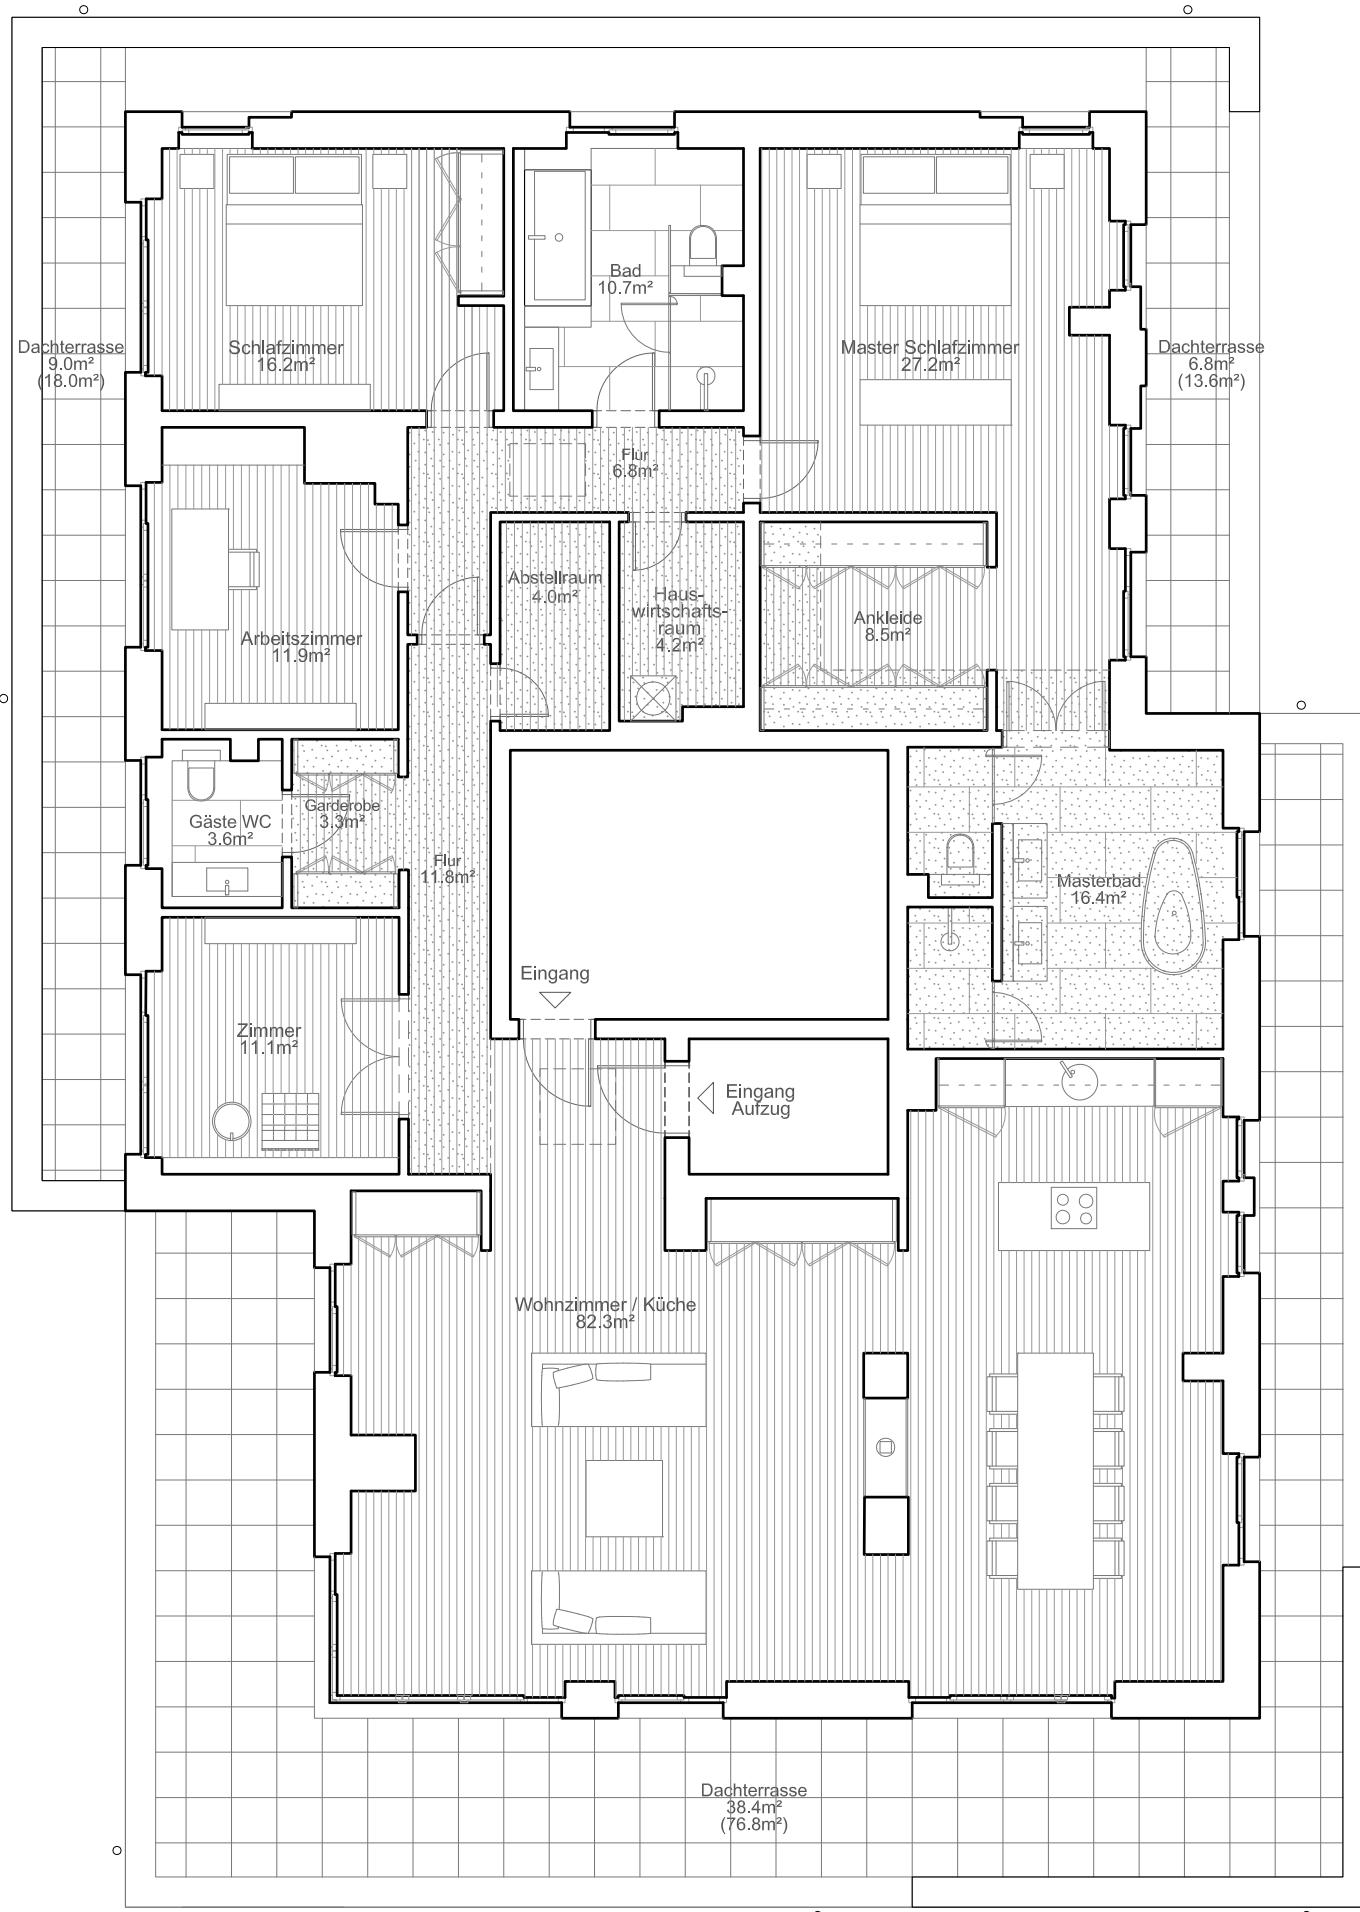 Bad
10.7m²
Dachterrasse
9.0m²
(18.0m²)
Schlafzimmer
16.2m²
Master Schlafzimmer
27.2m²
Dachterrasse
6.8m²
(13.6m²)
Flur
6.8m²
Abstellraum
4.0m²
Haus-
wirtschafts-
raum
4.2m²
Ankleide
8.5m²
Arbeitszimmer
11.9m²
Garderobe
3.3m²
Gäste WC
3.6m²
Flur
11.8m²
Masterbad
16.4m²
Eingang
Zimmer
11.1m²
Eingang
Aufzug
Wohnzimmer / Küche
82.3m²
Dachterrasse
38.4m²
(76.8m²)